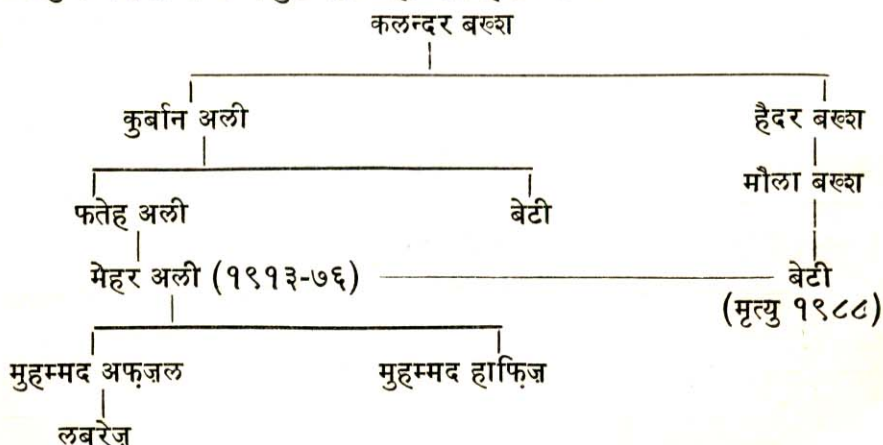 कलन्दर बख्श
कुर्बान अली हैदर बख्श
मौला बख्श
फतेह अली बेटी
मेहर अली (१९१३-७६) बेटी
(मृत्यु १९८८)
मुहम्मद अफ़ज़ल मुहम्मद हाफ़िज़
लबरेज़